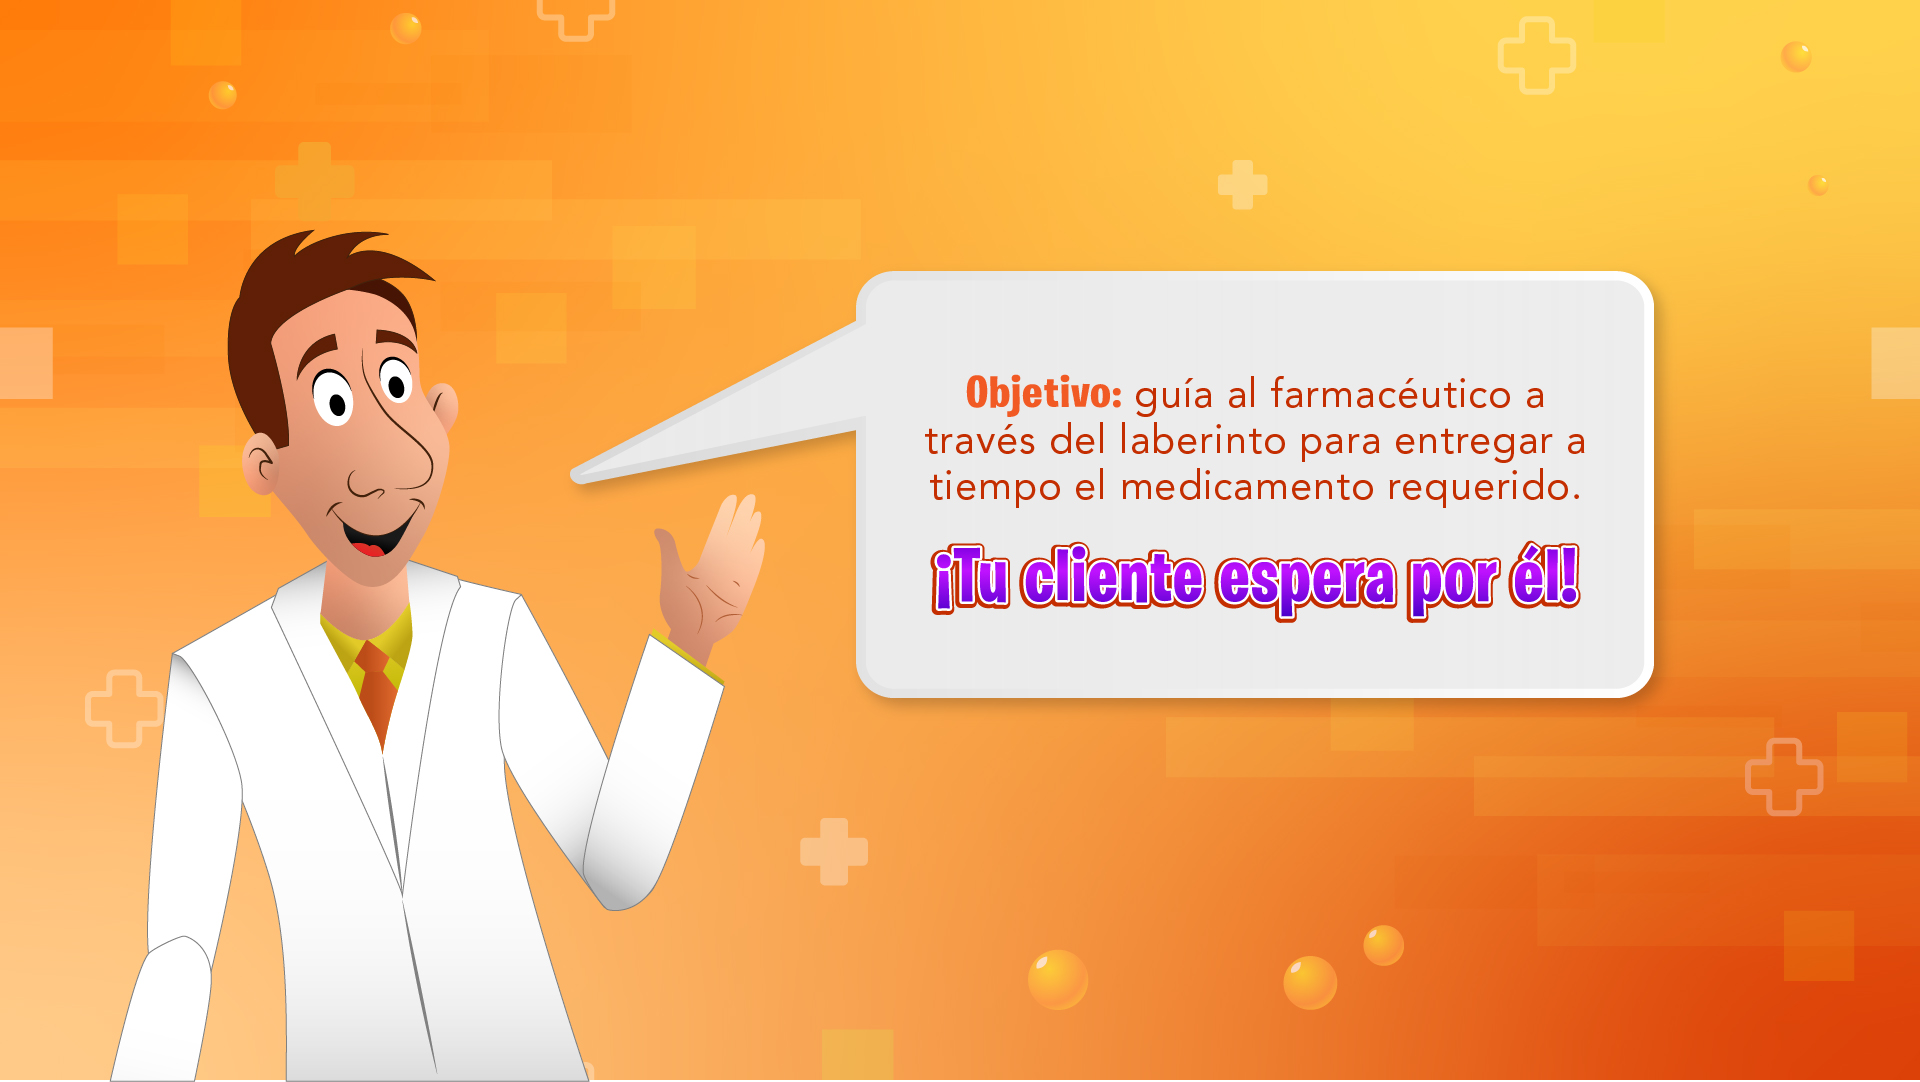 Objetivo: guía al farmacéutico a
través del laberinto para entregar a
tiempo el medicamento requerido.
¡Tu cliente espera por él!